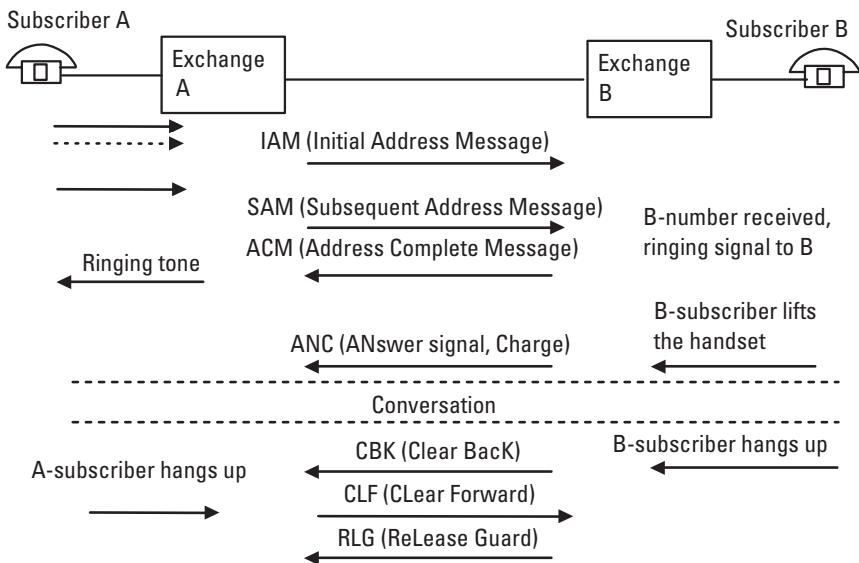 Subscriber A
Subscriber B
Exchange
A
Exchange
B
IAM (Initial Address Message)
SAM (Subsequent Address Message)
B-number received,
ringing signal to B
ACM (Address Complete Message)
Ringing tone
B-subscriber lifts
the handset
ANC (ANswer signal, Charge)
Conversation
CBK (Clear BacK)
B-subscriber hangs up
A-subscriber hangs up
CLF (CLear Forward)
RLG (ReLease Guard)